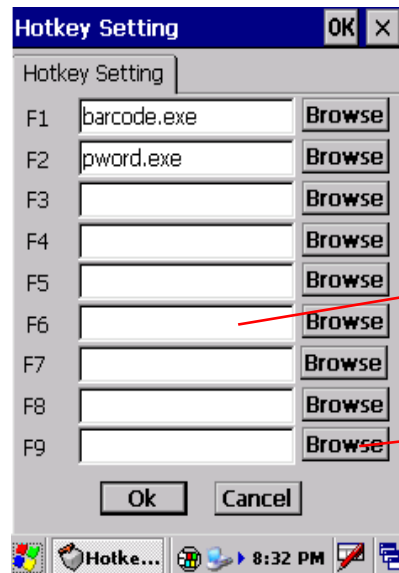 Hotkey Setting OK ×
Hotkey Setting
F1 barcode.exe Browse
F2 pword.exe Browse
F3 Browse
F4 Browse
F5 Browse
F6 Browse
F7 Browse
F8 Browse
F9 Browse
Ok Cancel
Hotke... 8:32 PM